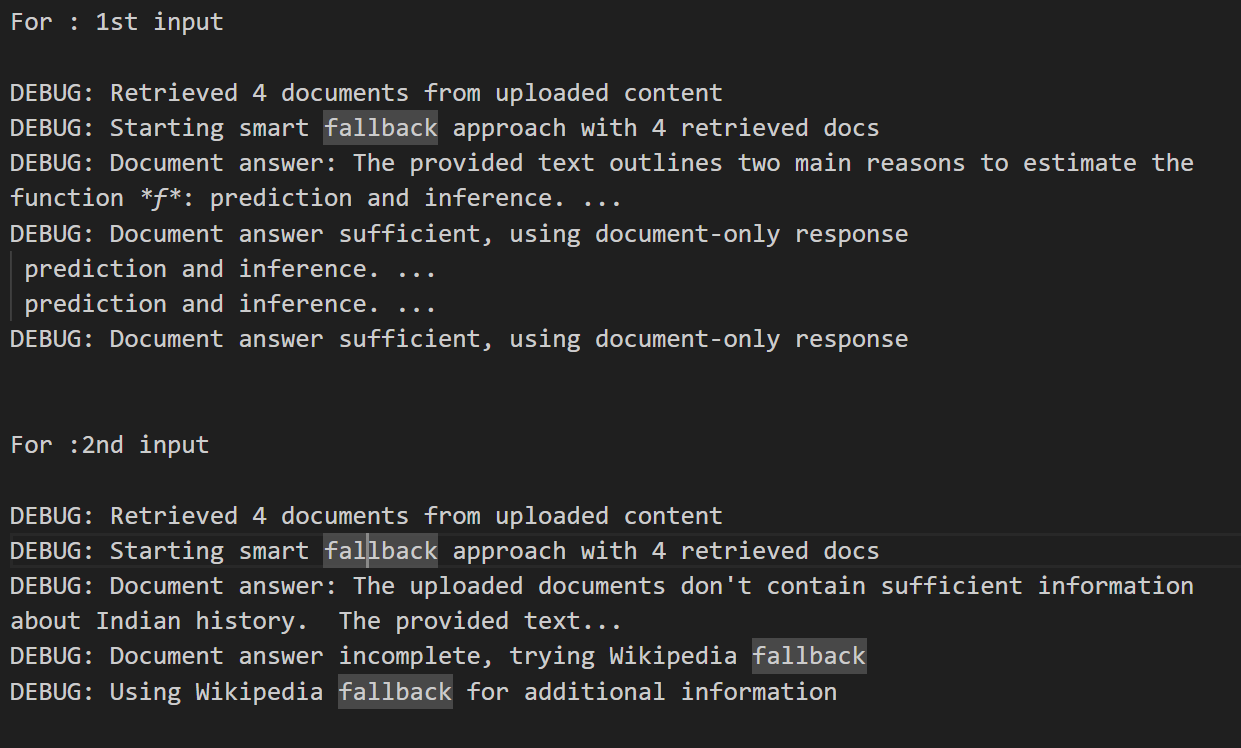 For : 1st input
DEBUG: Retrieved 4 documents from uploaded content
DEBUG: Starting smart fallback approach with 4 retrieved docs
DEBUG: Document answer: The provided text outlines two main reasons to estimate the
function *f*: prediction and inference. ...
DEBUG: Document answer sufficient, using document-only response
prediction and inference. ...
prediction and inference. ...
DEBUG: Document answer sufficient, using document-only response
For :2nd input
DEBUG: Retrieved 4 documents from uploaded content
DEBUG: Starting smart fallback approach with 4 retrieved docs
DEBUG: Document answer: The uploaded documents don't contain sufficient information
about Indian history.  The provided text...
DEBUG: Document answer incomplete, trying Wikipedia fallback
DEBUG: Using Wikipedia fallback for additional information